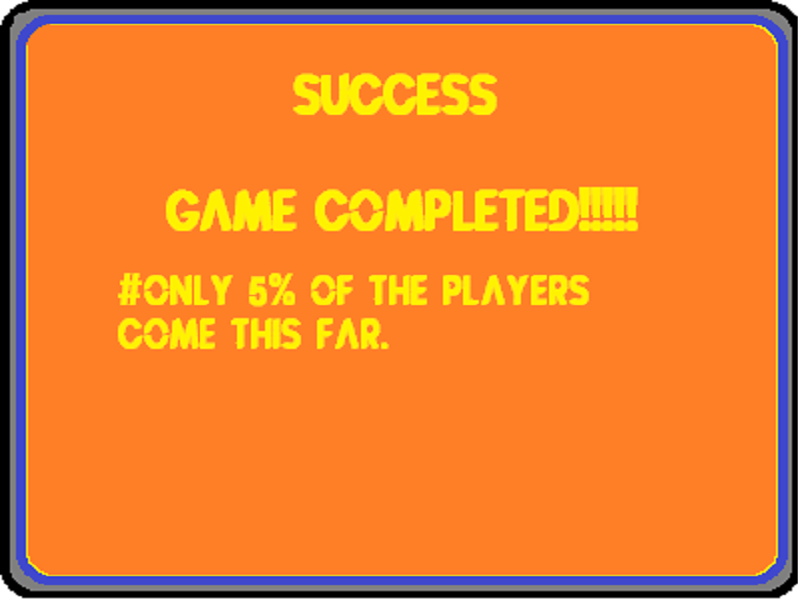 SUCCESS
GAME COMPLETED!!!!!
#ONLY 5% OF THE PLAYERS
COME THIS FAR.